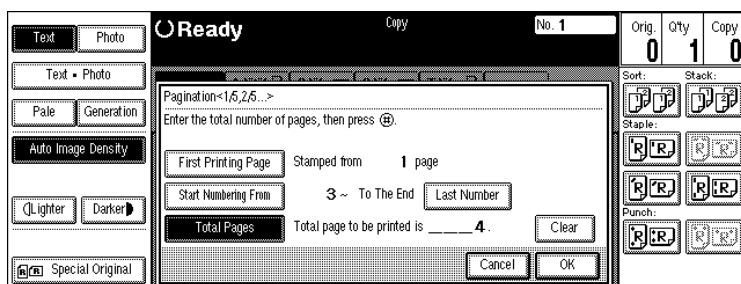 Text Photo
Text • Photo
Pale Generation
Auto Image Density
Lighter Darker
Special Original
Ready
Copy
No. 1
Pagination<1/5,2/5...>
Enter the total number of pages, then press #.
First Printing Page Stamped from 1 page
Start Numbering From 3 ~ To The End Last Number
Total Pages Total page to be printed is _____4. Clear
Cancel OK
Orig. Q'ty Copy
0 1 0
Sort: Stack:
Staple:
Punch: